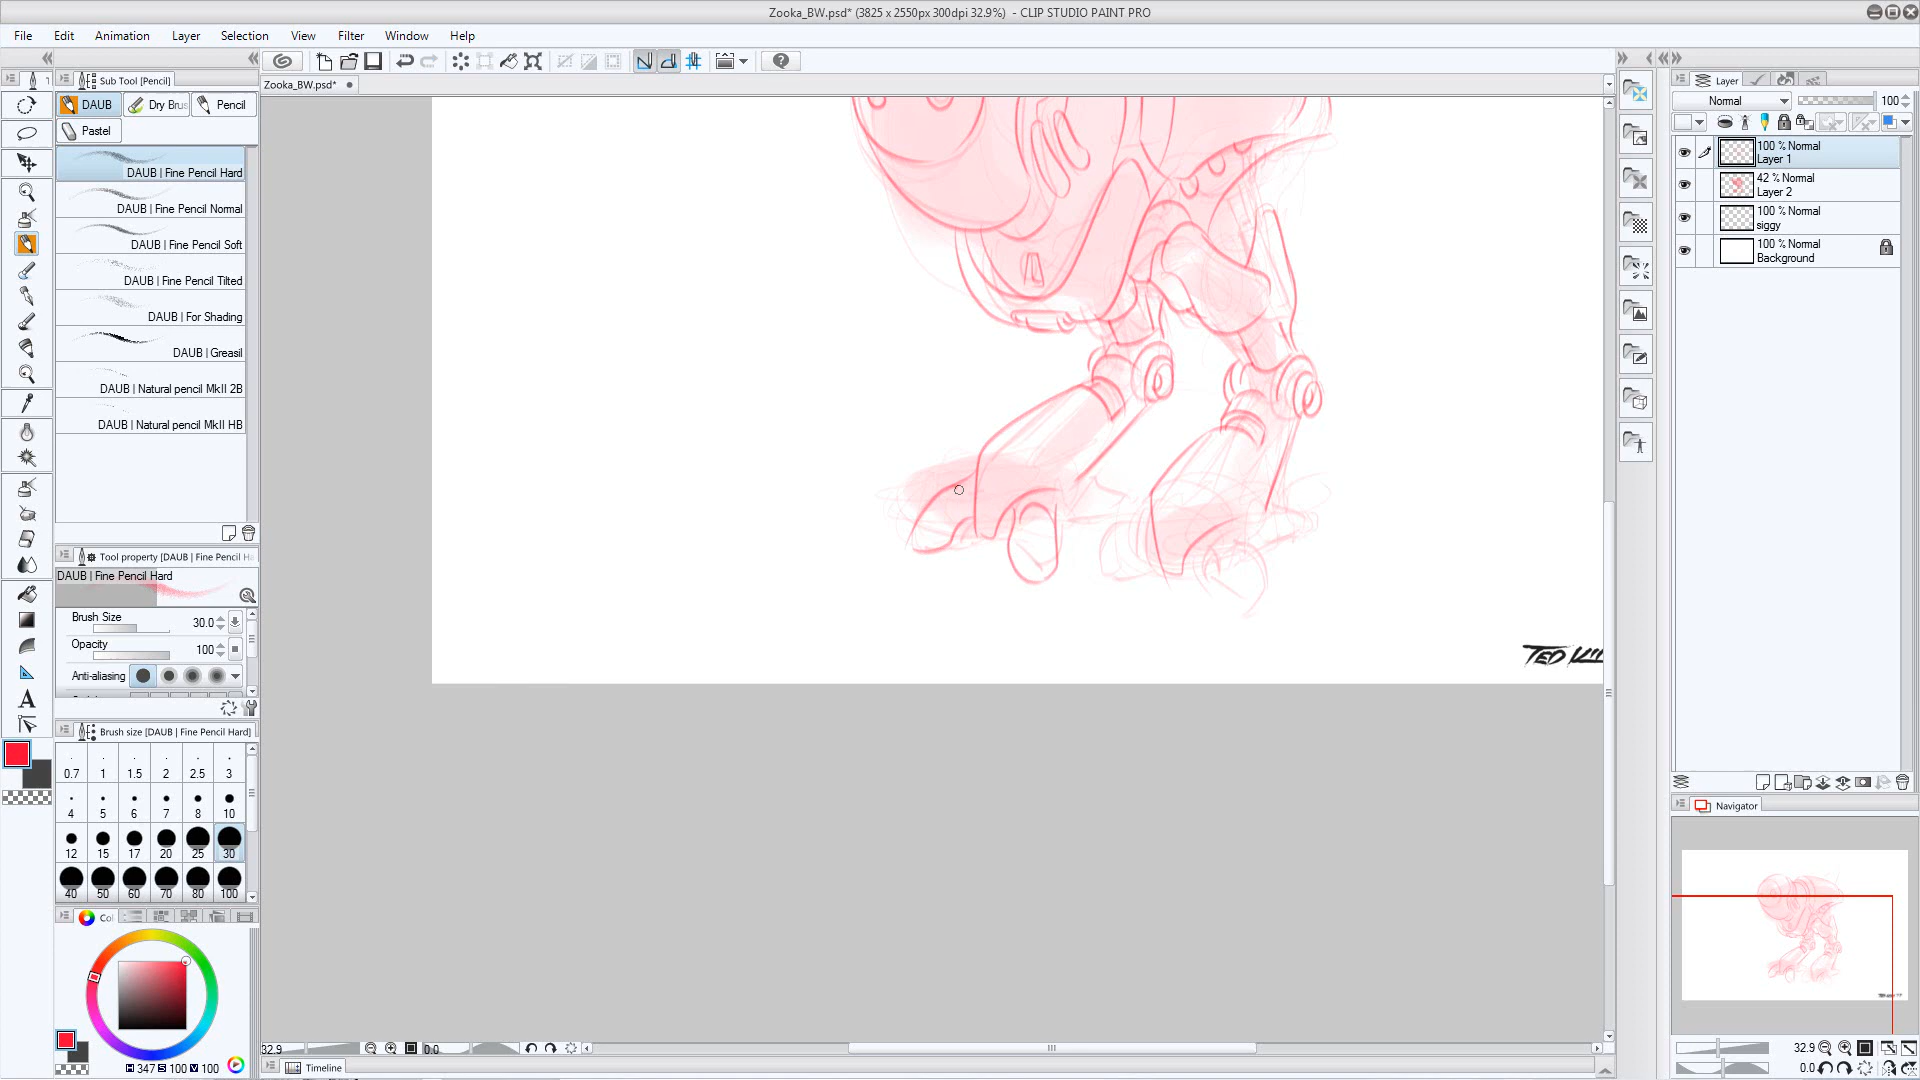 Zooka_BW.psd* (3825 x 2550px 300dpi 32.9%) - CLIP STUDIO PAINT PRO
File Edit Animation Layer Selection View Filter Window Help
Sub Tool [Pencil]
Zooka_BW.psd*
Layer
DAUB Dry Brus Pencil
Pastel
Normal 100
DAUB | Fine Pencil Hard
DAUB | Fine Pencil Normal
DAUB | Fine Pencil Soft
DAUB | Fine Pencil Tilted
DAUB | For Shading
DAUB | Greasil
DAUB | Natural pencil MkII 2B
DAUB | Natural pencil MkII HB
100 % Normal
Layer 1
42 % Normal
Layer 2
100 % Normal
siggy
100 % Normal
Background
Tool property [DAUB | Fine Pencil Ha
DAUB | Fine Pencil Hard
Brush Size 30.0
Opacity 100
Anti-aliasing
TED
Brush size [DAUB | Fine Pencil Hard]
0.7 1 1.5 2 2.5 3
4 5 6 7 8 10
12 15 17 20 25 30
40 50 60 70 80 100
Col
H 347 S 100 V 100
Navigator
32.9 0.0
Timeline
32.9
0.0